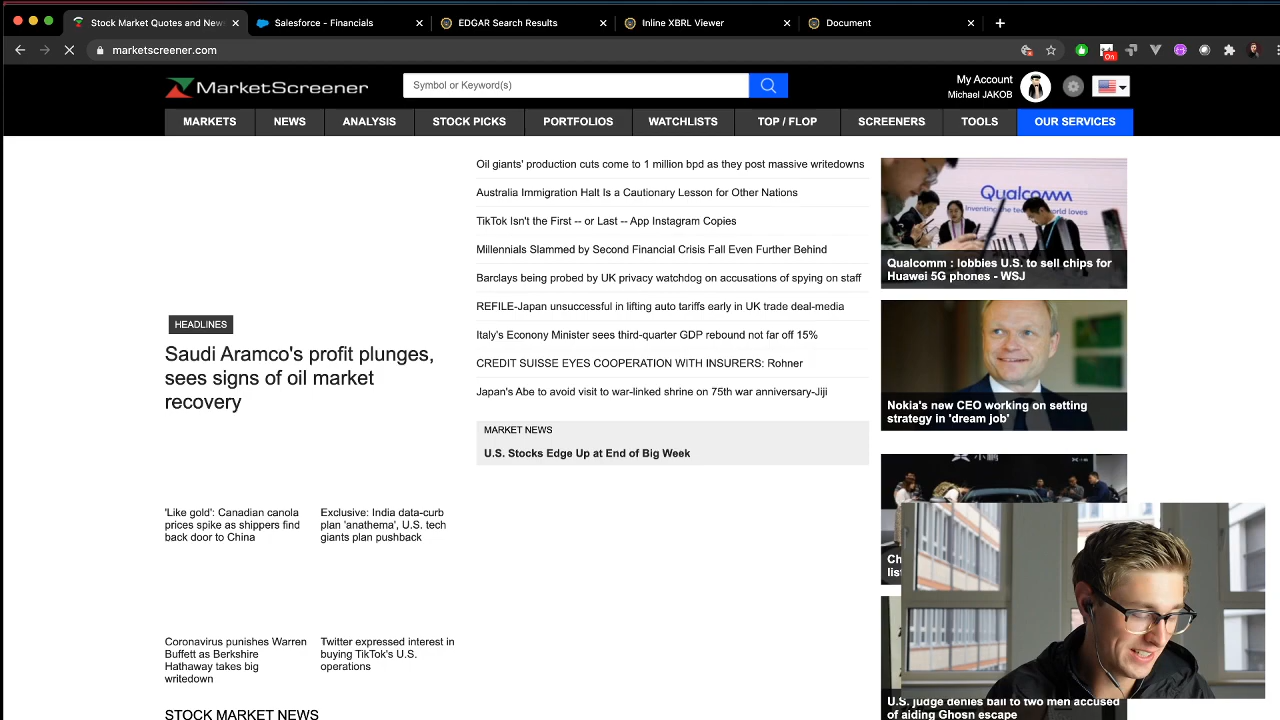 Stock Market Quotes and News
Salesforce - Financials
EDGAR Search Results
Inline XBRL Viewer
Document
marketscreener.com
On
MarketScreener
Symbol or Keyword(s)
My Account
Michael JAKOB
MARKETS
NEWS
ANALYSIS
STOCK PICKS
PORTFOLIOS
WATCHLISTS
TOP / FLOP
SCREENERS
TOOLS
OUR SERVICES
HEADLINES
Saudi Aramco's profit plunges,
sees signs of oil market
recovery
'Like gold': Canadian canola
prices spike as shippers find
back door to China
Exclusive: India data-curb
plan 'anathema', U.S. tech
giants plan pushback
Coronavirus punishes Warren
Buffett as Berkshire
Hathaway takes big
writedown
Twitter expressed interest in
buying TikTok's U.S.
operations
STOCK MARKET NEWS
Oil giants' production cuts come to 1 million bpd as they post massive writedowns
Australia Immigration Halt Is a Cautionary Lesson for Other Nations
TikTok Isn't the First -- or Last -- App Instagram Copies
Millennials Slammed by Second Financial Crisis Fall Even Further Behind
Barclays being probed by UK privacy watchdog on accusations of spying on staff
REFILE-Japan unsuccessful in lifting auto tariffs early in UK trade deal-media
Italy's Econony Minister sees third-quarter GDP rebound not far off 15%
CREDIT SUISSE EYES COOPERATION WITH INSURERS: Rohner
Japan's Abe to avoid visit to war-linked shrine on 75th war anniversary-Jiji
MARKET NEWS
U.S. Stocks Edge Up at End of Big Week
Qualcomm
Qualcomm : lobbies U.S. to sell chips for
Huawei 5G phones - WSJ
Nokia's new CEO working on setting
strategy in 'dream job'
U.S. judge denies bail to two men accused
of aiding Ghosn escape